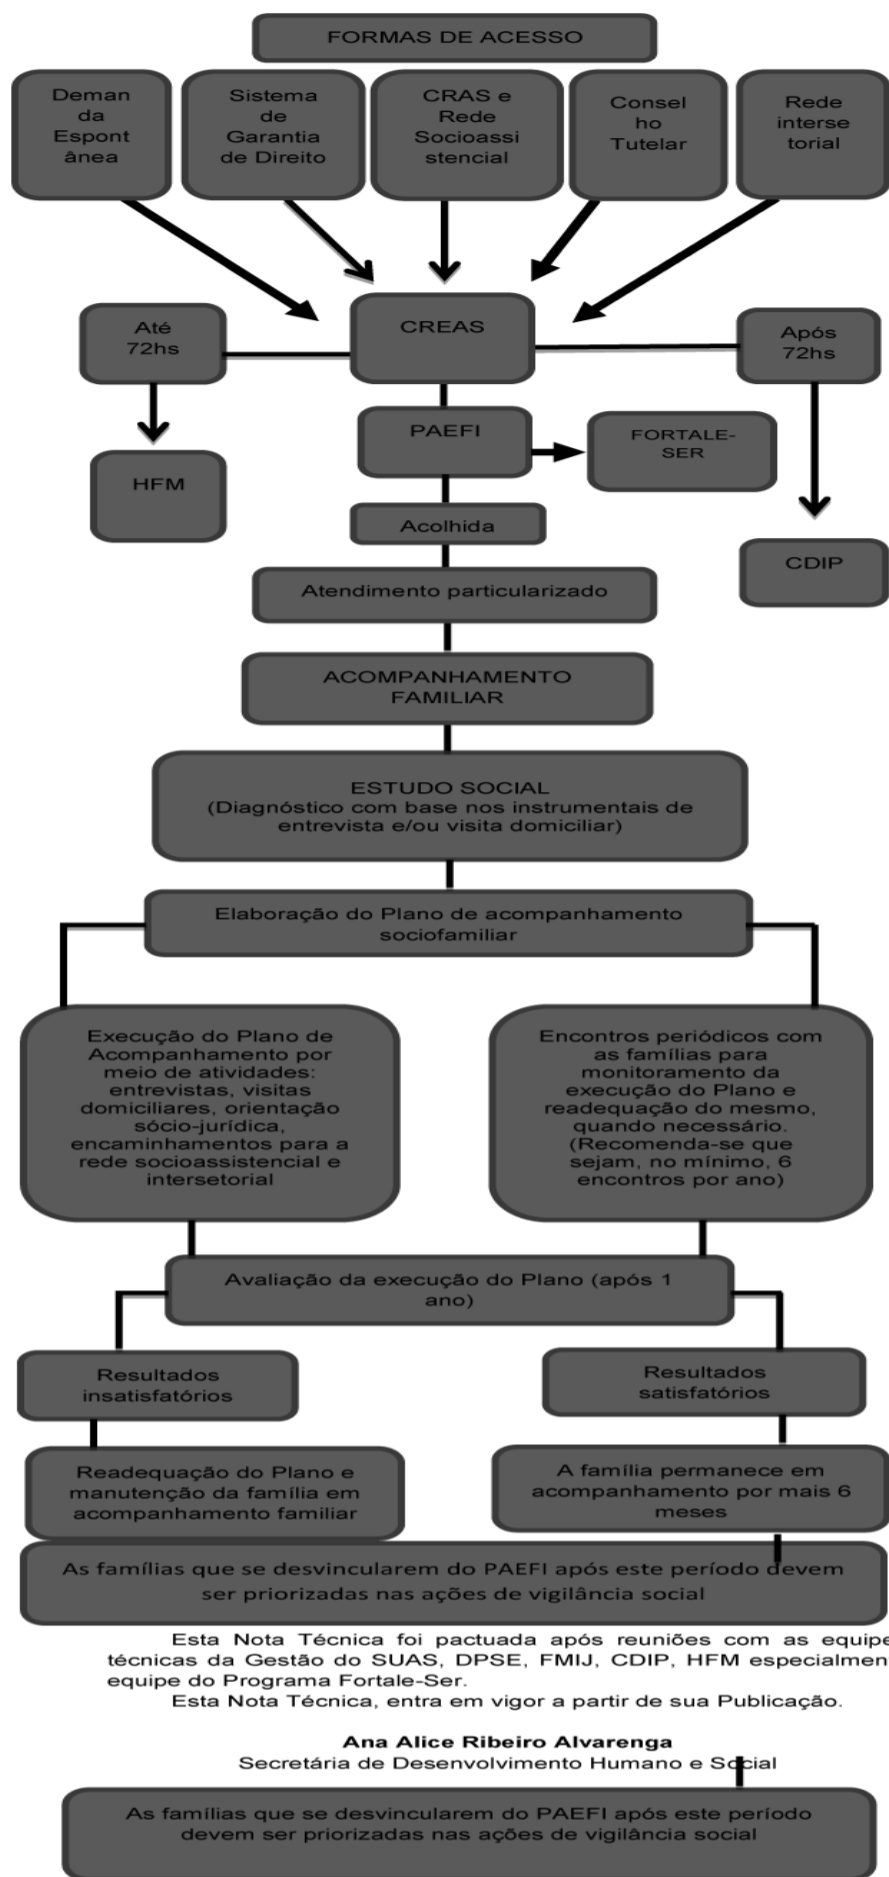 FORMAS DE ACESSO
Deman
da
Espont
ânea
Sistema
de
Garantia
de Direito
CRAS e
Rede
Socioassi
stencial
Consel
ho
Tutelar
Rede
interse
torial
Até
72hs
CREAS
Após
72hs
PAEFI
FORTALE-
SER
HFM
Acolhida
CDIP
Atendimento particularizado
ACOMPANHAMENTO
FAMILIAR
ESTUDO SOCIAL
(Diagnóstico com base nos instrumentais de
entrevista e/ou visita domiciliar)
Elaboração do Plano de acompanhamento
sociofamiliar
Execução do Plano de
Acompanhamento por
meio de atividades:
entrevistas, visitas
domiciliares, orientação
sócio-jurídica,
encaminhamentos para a
rede socioassistencial e
intersetorial
Encontros periódicos com
as famílias para
monitoramento da
execução do Plano e
readequação do mesmo,
quando necessário.
(Recomenda-se que
sejam, no mínimo, 6
encontros por ano)
Avaliação da execução do Plano (após 1
ano)
Resultados
insatisfatórios
Resultados
satisfatórios
Readequação do Plano e
manutenção da família em
acompanhamento familiar
A família permanece em
acompanhamento por mais 6
meses
As famílias que se desvincularem do PAEFI após este período devem
ser priorizadas nas ações de vigilância social
Esta Nota Técnica foi pactuada após reuniões com as equipe
técnicas da Gestão do SUAS, DPSE, FMIJ, CDIP, HFM especialmen
equipe do Programa Fortale-Ser.
Esta Nota Técnica, entra em vigor a partir de sua Publicação.
Ana Alice Ribeiro Alvarenga
Secretária de Desenvolvimento Humano e Social
As famílias que se desvincularem do PAEFI após este período
devem ser priorizadas nas ações de vigilância social